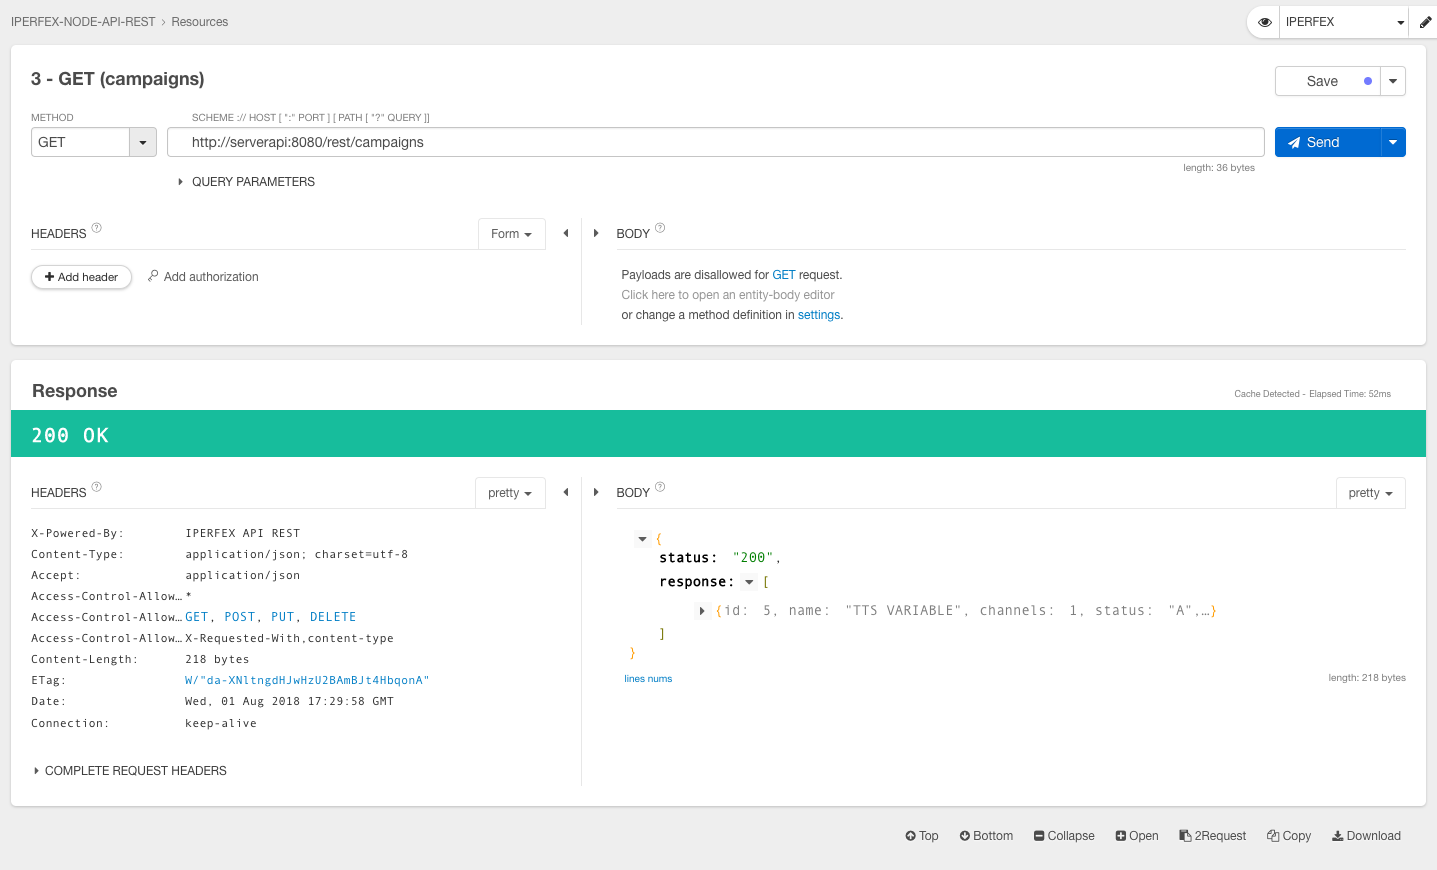 IPERFEX-NODE-API-REST › Resources
IPERFEX
3 - GET (campaigns)
Save
METHOD
SCHEME :// HOST [ ":" PORT ] [ PATH [ "?" QUERY ]]
GET
http://serverapi:8080/rest/campaigns
Send
length: 36 bytes
QUERY PARAMETERS
HEADERS ?
Form
BODY ?
Add header
Add authorization
Payloads are disallowed for GET request.
Click here to open an entity-body editor
or change a method definition in settings.
Response
Cache Detected - Elapsed Time: 52ms
200 OK
HEADERS ?
pretty
BODY ?
pretty
X-Powered-By: IPERFEX API REST
Content-Type: application/json; charset=utf-8
Accept: application/json
Access-Control-Allow… *
Access-Control-Allow… GET, POST, PUT, DELETE
Access-Control-Allow… X-Requested-With,content-type
Content-Length: 218 bytes
ETag: W/"da-XNltngdHJwHzU2BAmBJt4HbqonA"
Date: Wed, 01 Aug 2018 17:29:58 GMT
Connection: keep-alive
COMPLETE REQUEST HEADERS
{
status: "200",
response: [
{id: 5, name: "TTS VARIABLE", channels: 1, status: "A",…}
]
}
lines nums
length: 218 bytes
Top
Bottom
Collapse
Open
2Request
Copy
Download